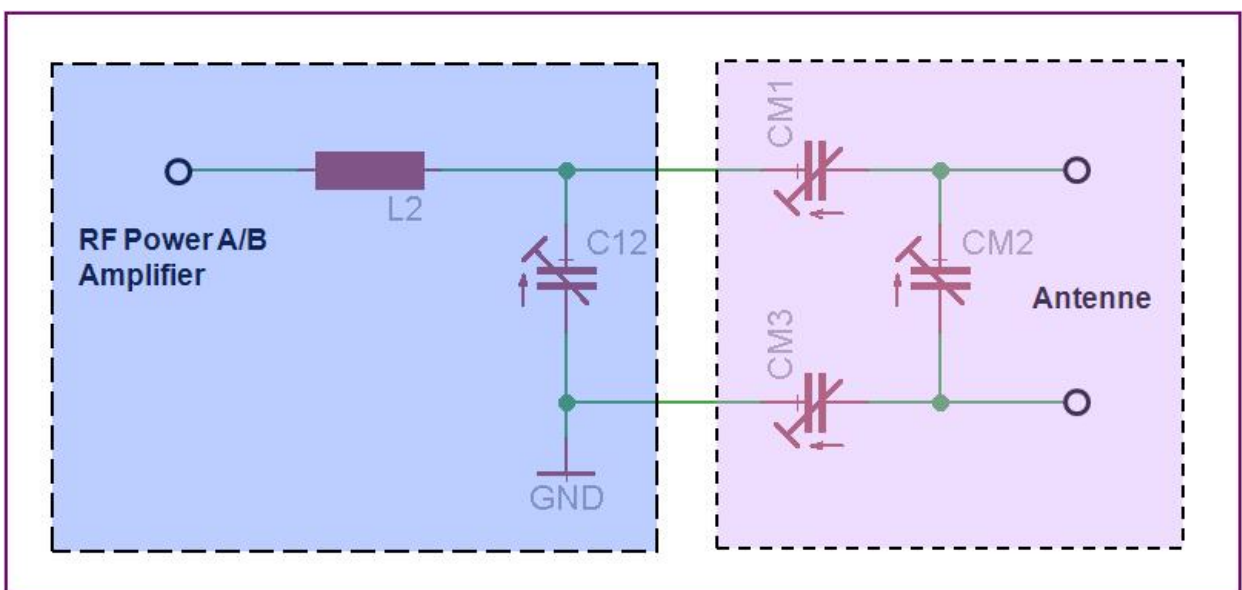 CM1
L2
RF Power A/B
Amplifier
C12
CM2
Antenne
CM3
GND